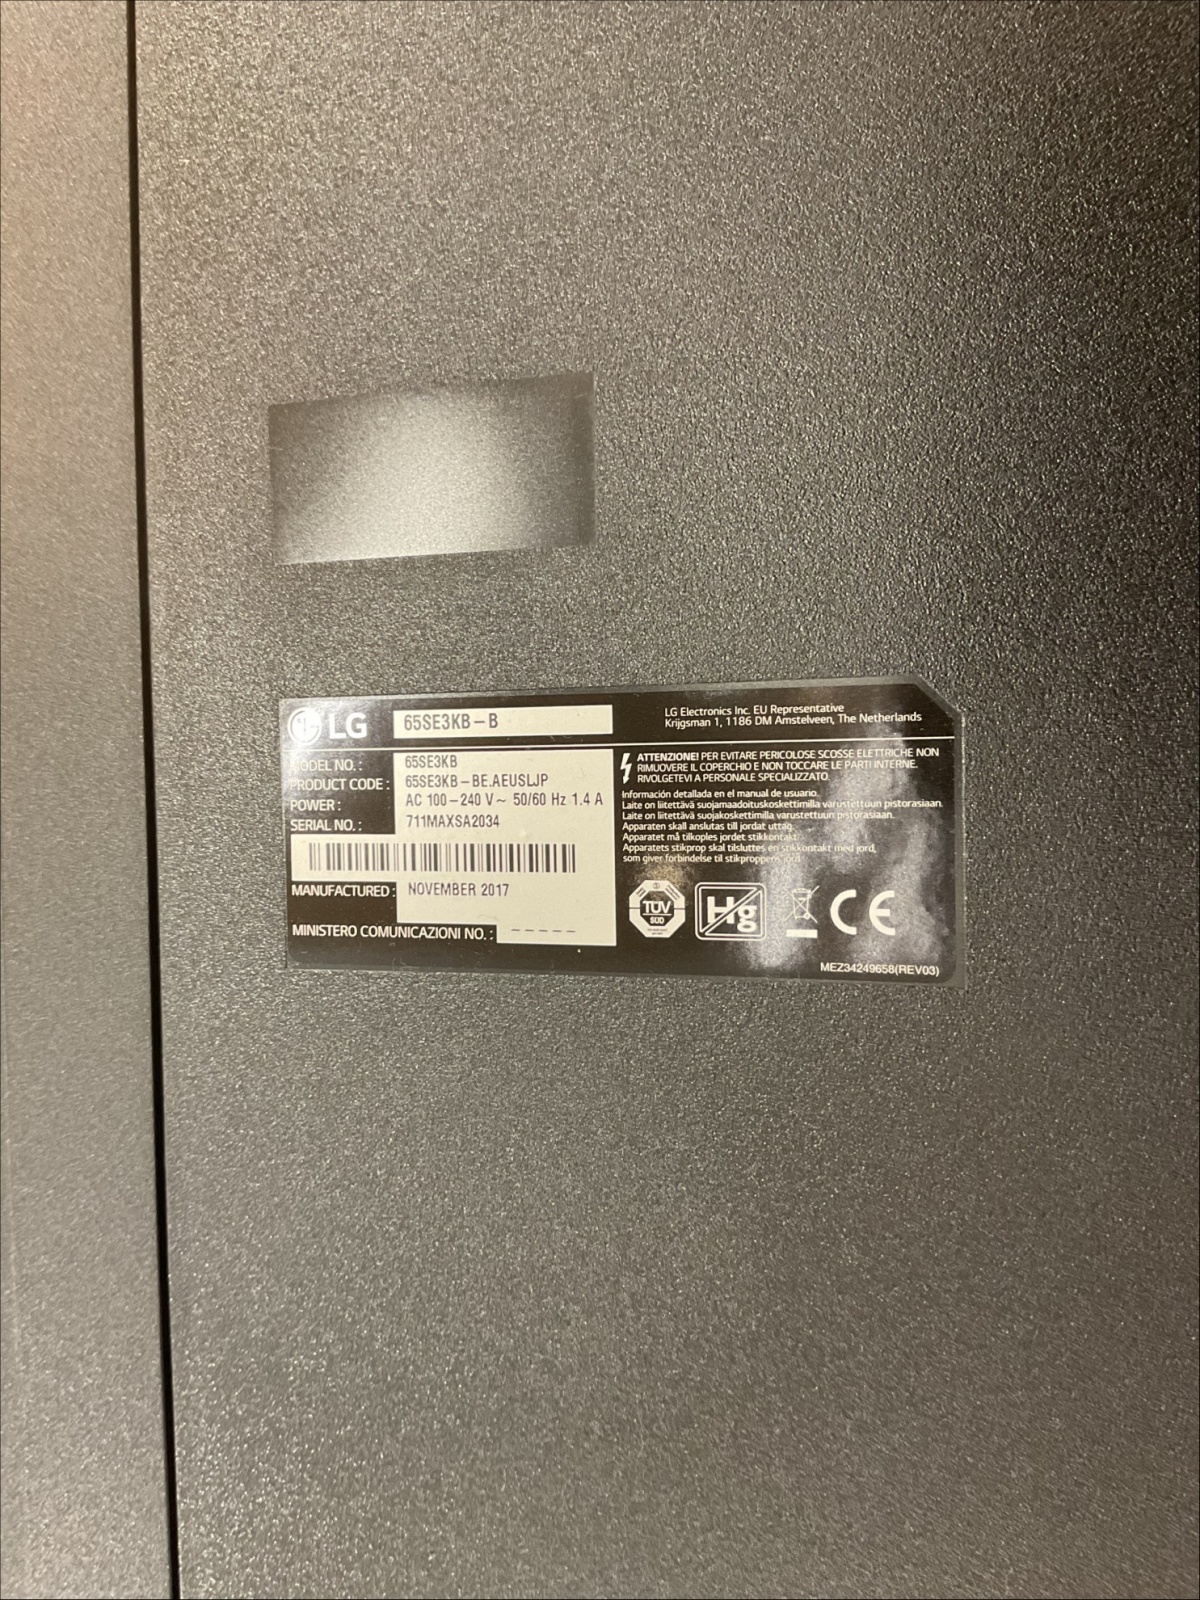 LG 65SE3KB-B
LG Electronics Inc. EU Representative
Krijgsman 1, 1186 DM Amstelveen, The Netherlands
MODEL NO. : 65SE3KB
PRODUCT CODE : 65SE3KB-BE.AEUSLJP
POWER : AC 100-240 V~ 50/60 Hz 1.4 A
SERIAL NO. : 711MAXSA2034
MANUFACTURED : NOVEMBER 2017
MINISTERO COMUNICAZIONI NO. : -----
ATTENZIONE! PER EVITARE PERICOLOSE SCOSSE ELETTRICHE NON
RIMUOVERE IL COPERCHIO E NON TOCCARE LE PARTI INTERNE.
RIVOLGETEVI A PERSONALE SPECIALIZZATO.
Información detallada en el manual de usuario.
Laite on liitettävä suojamaadoituskoskettimilla varustettuun pistorasiaan.
Laite on liitettävä suojakoskettimilla varustettuun pistorasiaan.
Apparaten skall anslutas till jordat uttag.
Apparatet må tilkoples jordet stikkontakt.
Apparatets stikprop skal tilsluttes en stikkontakt med jord,
som giver forbindelse til stikproppens jord.
TÜV
SÜD
Hg
CE
MEZ34249658(REV03)